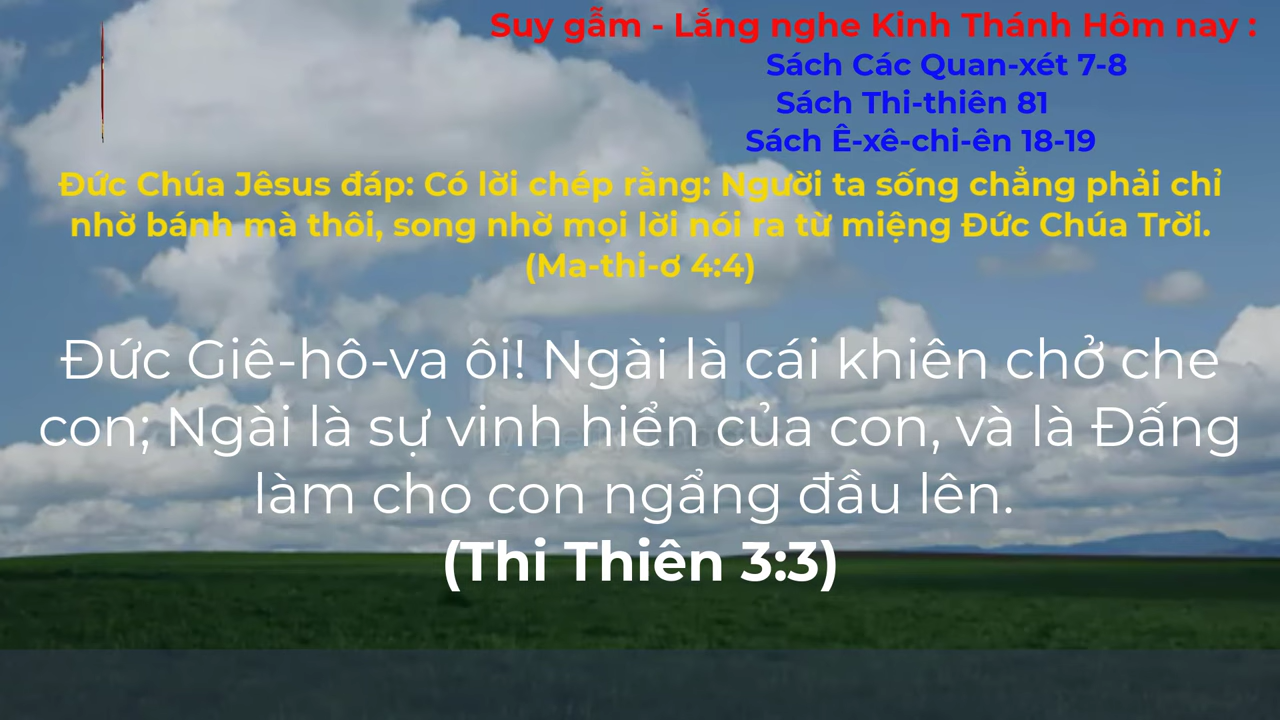 Suy gẫm - Lắng nghe Kinh Thánh Hôm nay :
Sách Các Quan-xét 7-8
Sách Thi-thiên 81
Sách Ê-xê-chi-ên 18-19
Đức Chúa Jêsus đáp: Có lời chép rằng: Người ta sống chẳng phải chỉ
nhờ bánh mà thôi, song nhờ mọi lời nói ra từ miệng Đức Chúa Trời.
(Ma-thi-ơ 4:4)
Đức Giê-hô-va ôi! Ngài là cái khiên chở che
con; Ngài là sự vinh hiển của con, và là Đấng
làm cho con ngẩng đầu lên.
(Thi Thiên 3:3)